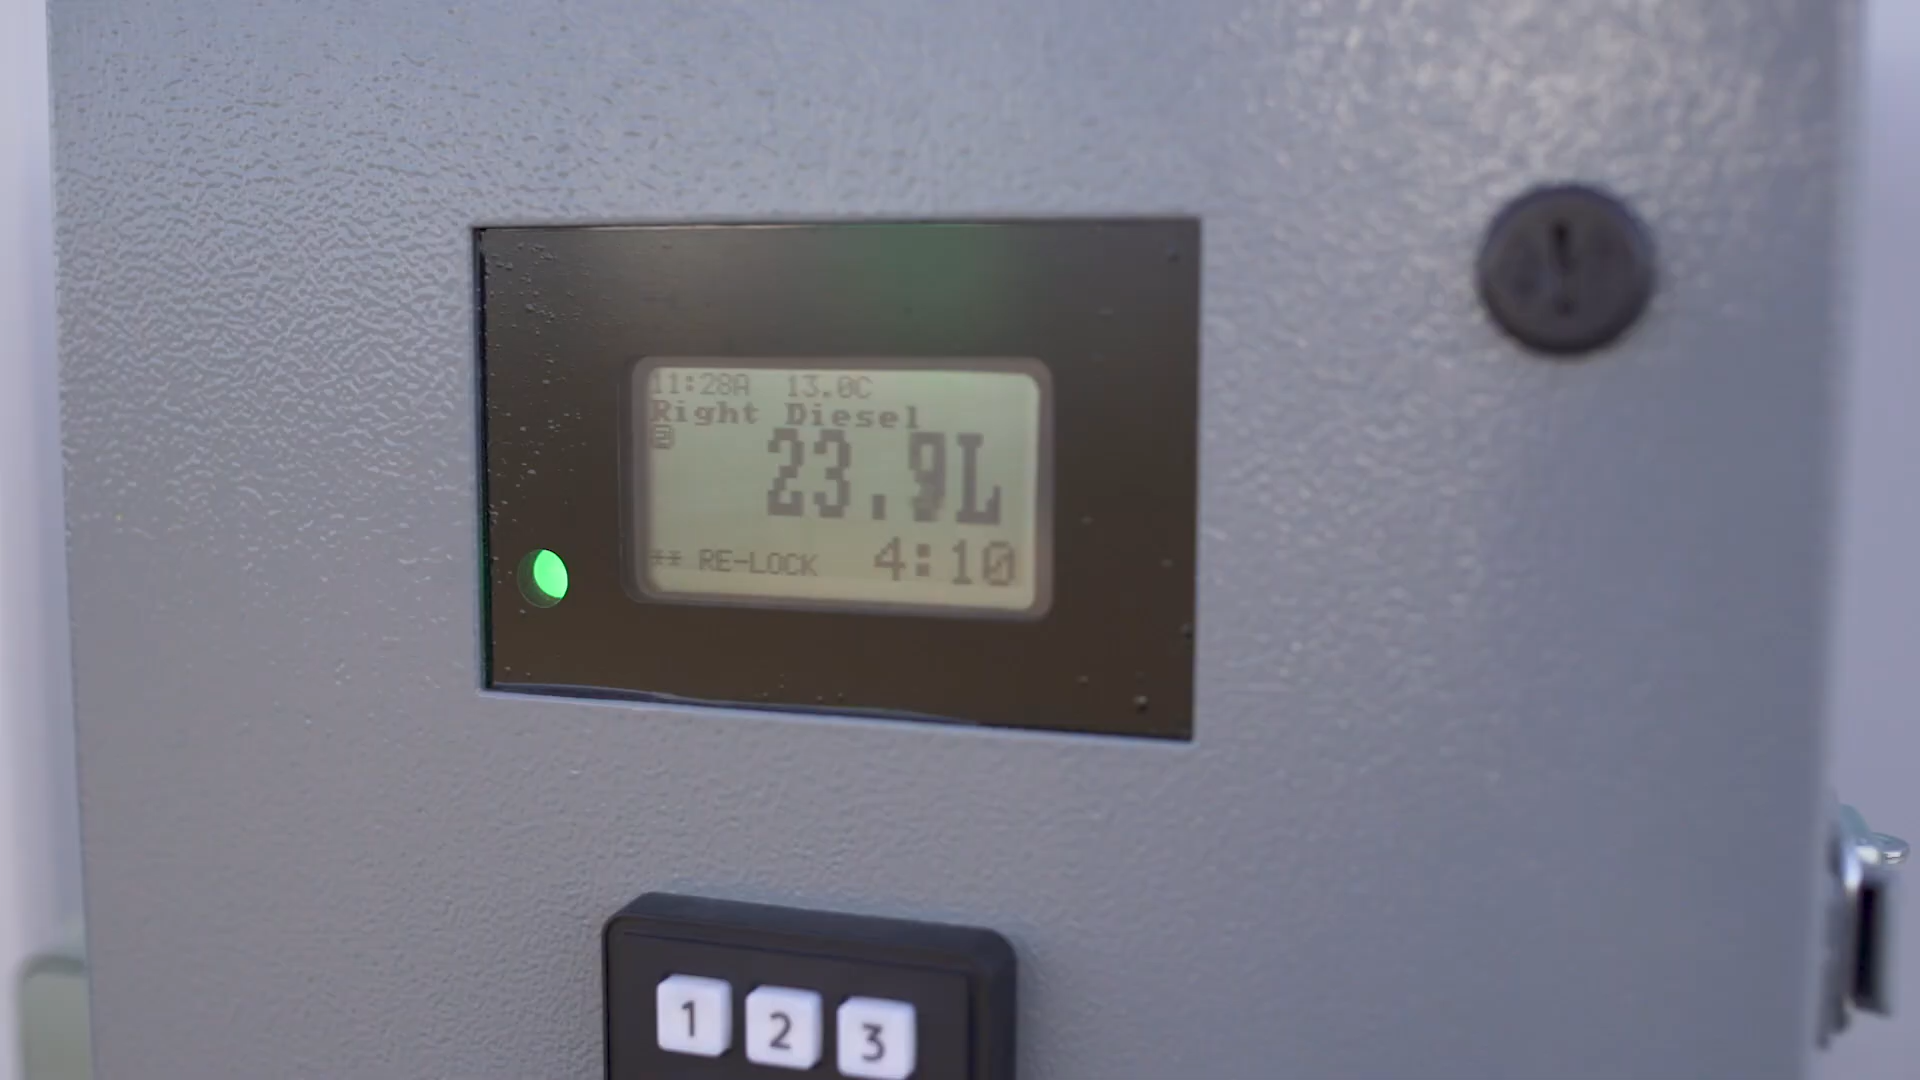 11:28A 13.0C
Right Diesel
23.9L
** RE-LOCK 4:10
1 2 3